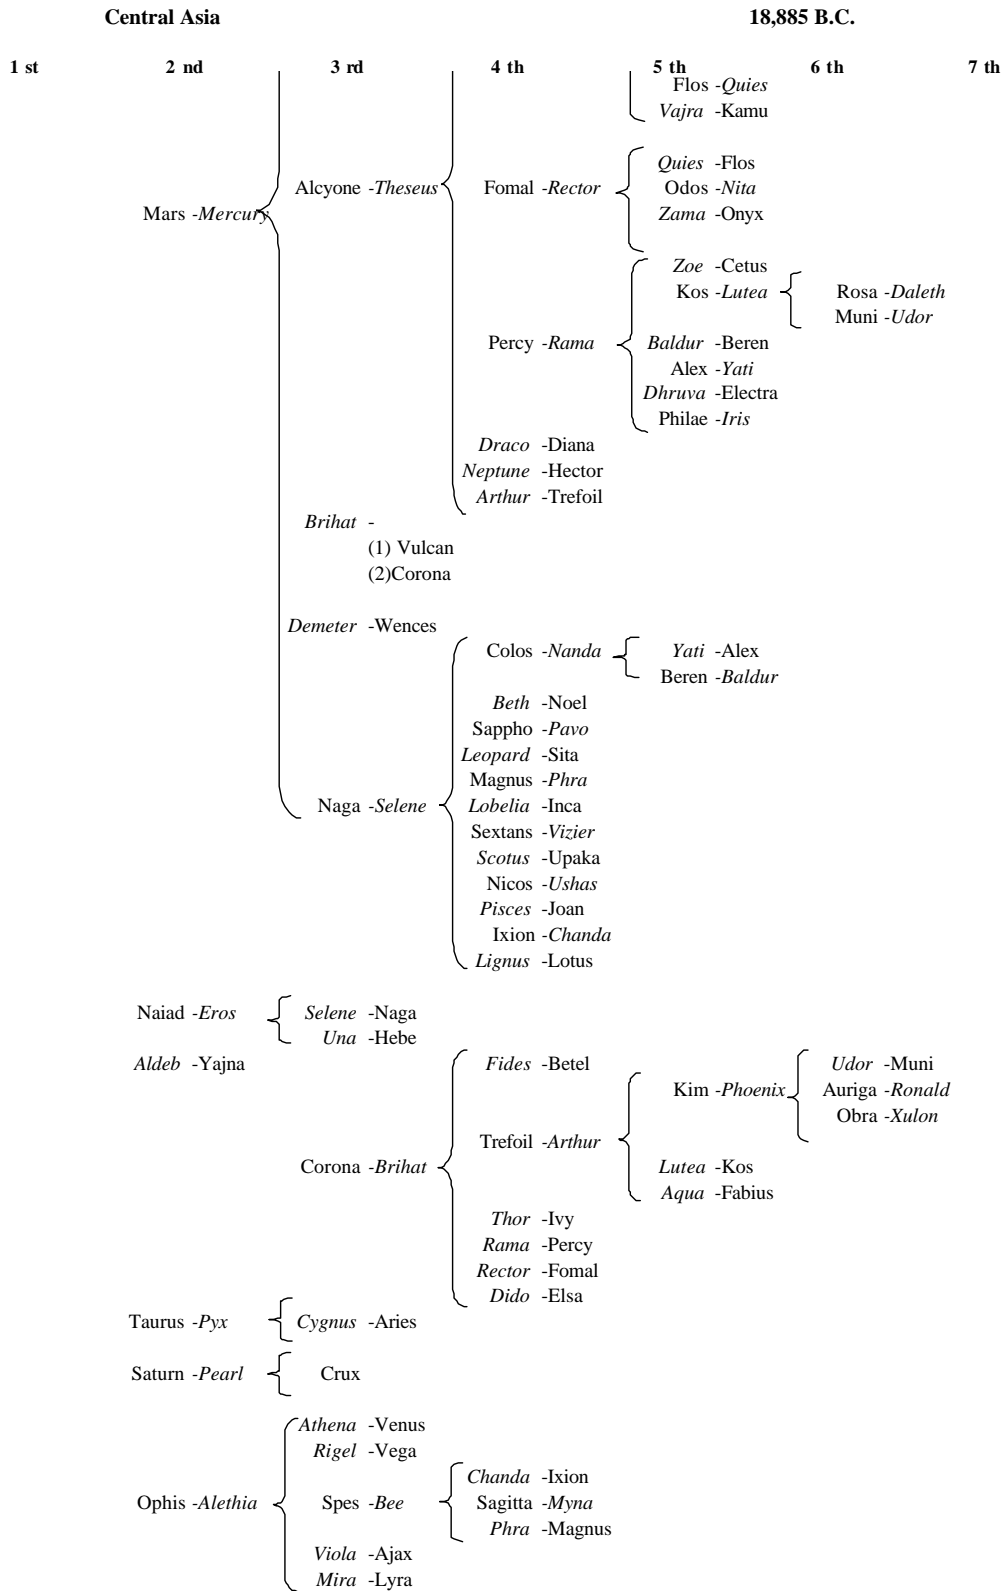 Central Asia 18,885 B.C.
1 st 2 nd 3 rd 4 th 5 th 6 th 7 th
Flos -Quies
Vajra -Kamu
Quies -Flos
Alcyone -Theseus Fomal -Rector Odos -Nita
Mars -Mercury Zama -Onyx
Zoe -Cetus
Kos -Lutea Rosa -Daleth
Muni -Udor
Percy -Rama Baldur -Beren
Alex -Yati
Dhruva -Electra
Philae -Iris
Draco -Diana
Neptune -Hector
Arthur -Trefoil
Brihat -
(1) Vulcan
(2)Corona
Demeter -Wences
Colos -Nanda Yati -Alex
Beren -Baldur
Beth -Noel
Sappho -Pavo
Leopard -Sita
Magnus -Phra
Naga -Selene Lobelia -Inca
Sextans -Vizier
Scotus -Upaka
Nicos -Ushas
Pisces -Joan
Ixion -Chanda
Lignus -Lotus
Naiad -Eros Selene -Naga
Una -Hebe
Aldeb -Yajna Fides -Betel Udor -Muni
Kim -Phoenix Auriga -Ronald
Obra -Xulon
Trefoil -Arthur
Corona -Brihat Lutea -Kos
Aqua -Fabius
Thor -Ivy
Rama -Percy
Rector -Fomal
Dido -Elsa
Taurus -Pyx Cygnus -Aries
Saturn -Pearl Crux
Athena -Venus
Rigel -Vega
Chanda -Ixion
Ophis -Alethia Spes -Bee Sagitta -Myna
Phra -Magnus
Viola -Ajax
Mira -Lyra